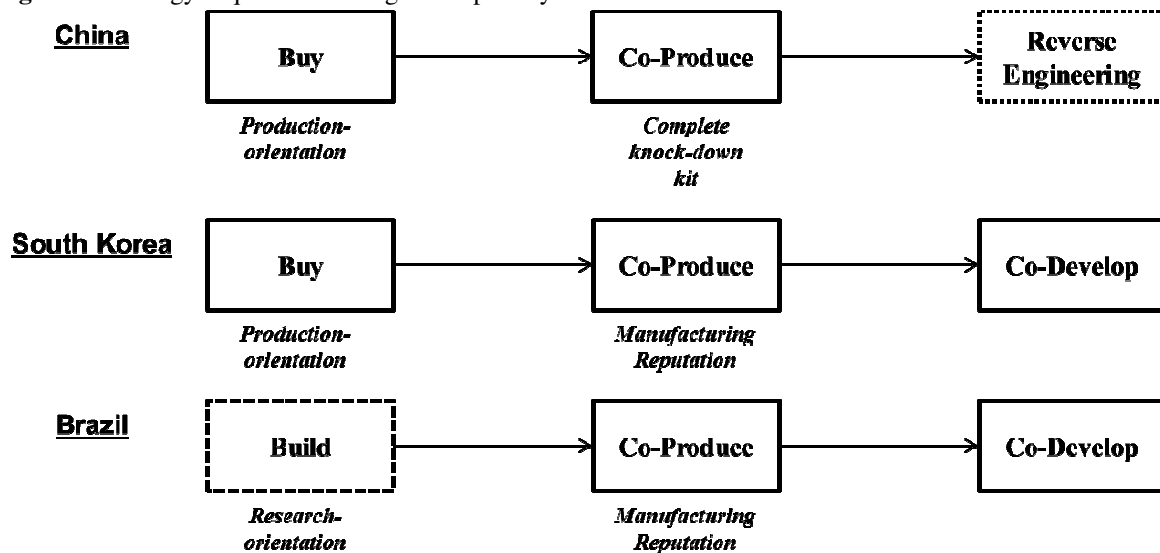 China
Buy
Co-Produce
Reverse
Engineering
Production-
orientation
Complete
knock-down
kit
South Korea
Buy
Co-Produce
Co-Develop
Production-
orientation
Manufacturing
Reputation
Brazil
Build
Co-Produce
Co-Develop
Research-
orientation
Manufacturing
Reputation